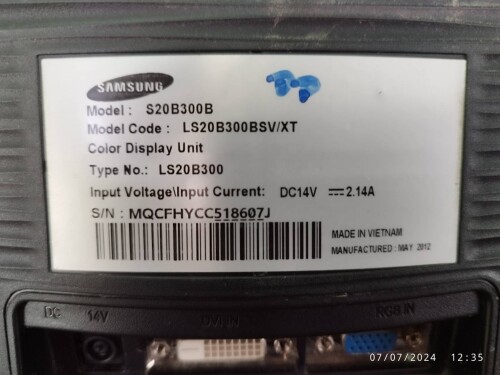 SAMSUNG
Model : S20B300B
Model Code : LS20B300BSV/XT
Color Display Unit
Type No.: LS20B300
Input Voltage\Input Current: DC14V ⎓ 2.14A
S/N : MQCFHYCC518607J
MADE IN VIETNAM
MANUFACTURED : MAY 2012
DC 14V
DVI IN
RGB IN
07/07/2024 12:35